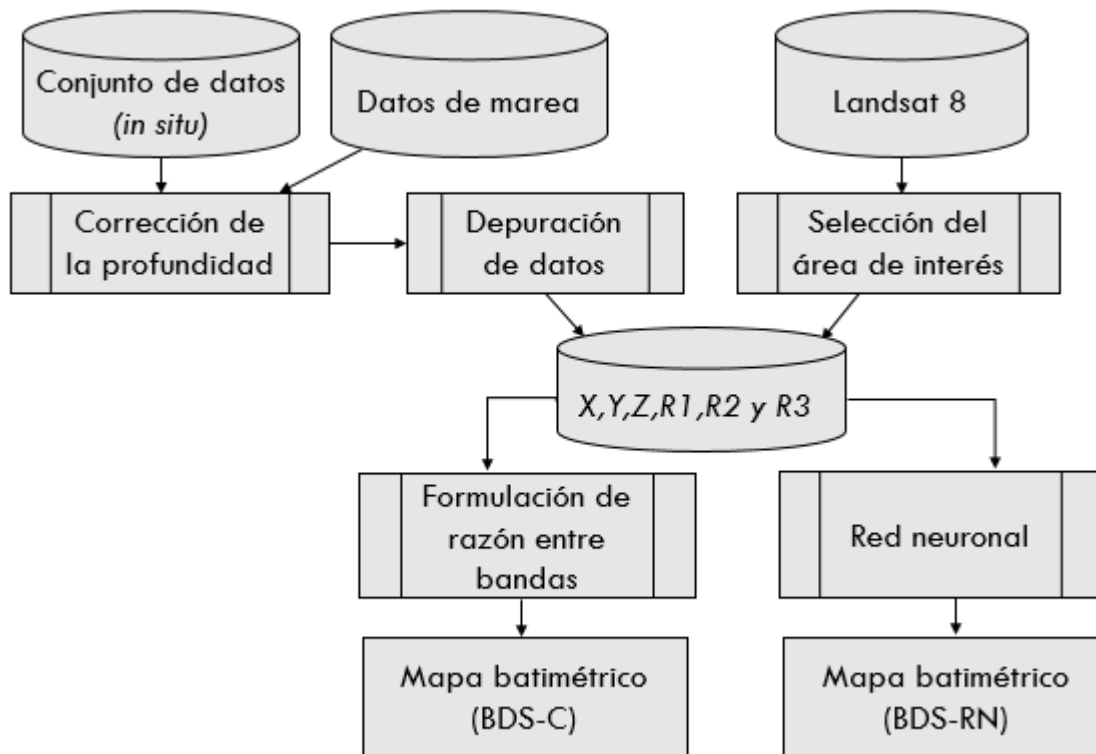 Conjunto de datos
(in situ)
Datos de marea
Landsat 8
Corrección de
la profundidad
Depuración
de datos
Selección del
área de interés
X,Y,Z,R1,R2 y R3
Formulación de
razón entre
bandas
Red neuronal
Mapa batimétrico
(BDS-C)
Mapa batimétrico
(BDS-RN)